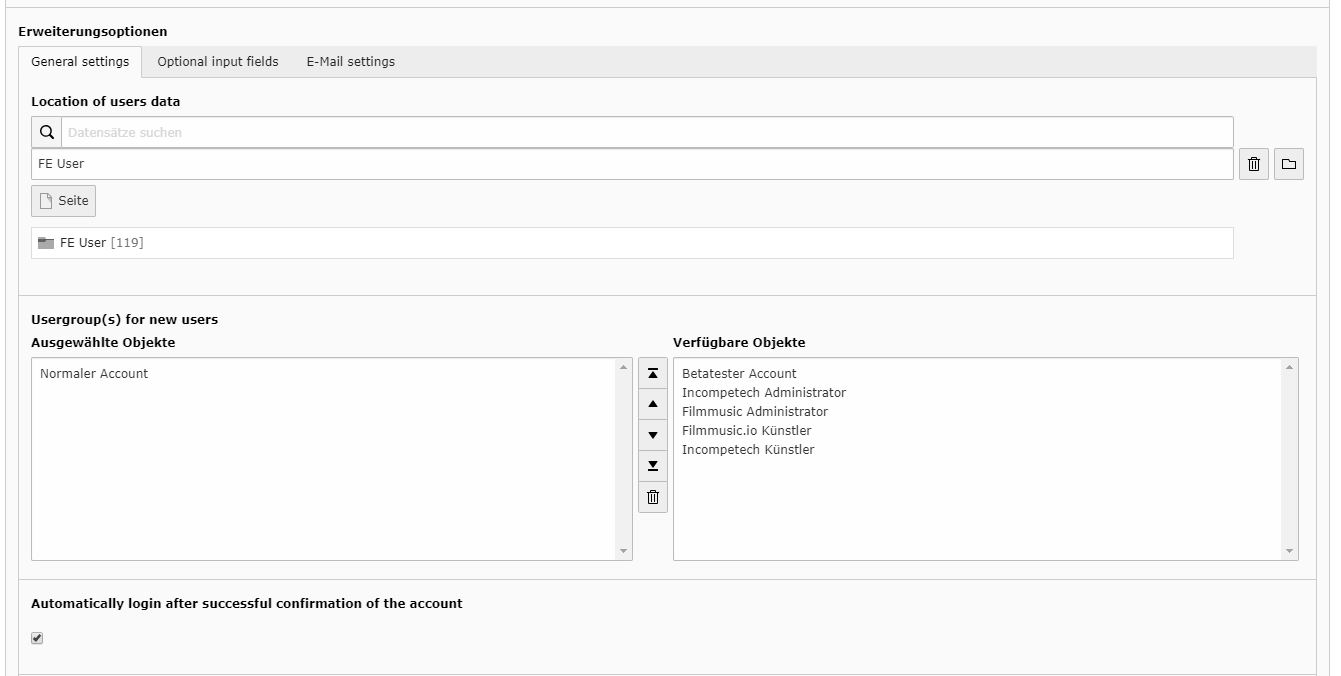 Erweiterungsoptionen
General settings Optional input fields E-Mail settings
Location of users data
Datensätze suchen
FE User
Seite
FE User [119]
Usergroup(s) for new users
Ausgewählte Objekte
Normaler Account
Verfügbare Objekte
Betatester Account
Incompetech Administrator
Filmmusic Administrator
Filmmusic.io Künstler
Incompetech Künstler
Automatically login after successful confirmation of the account